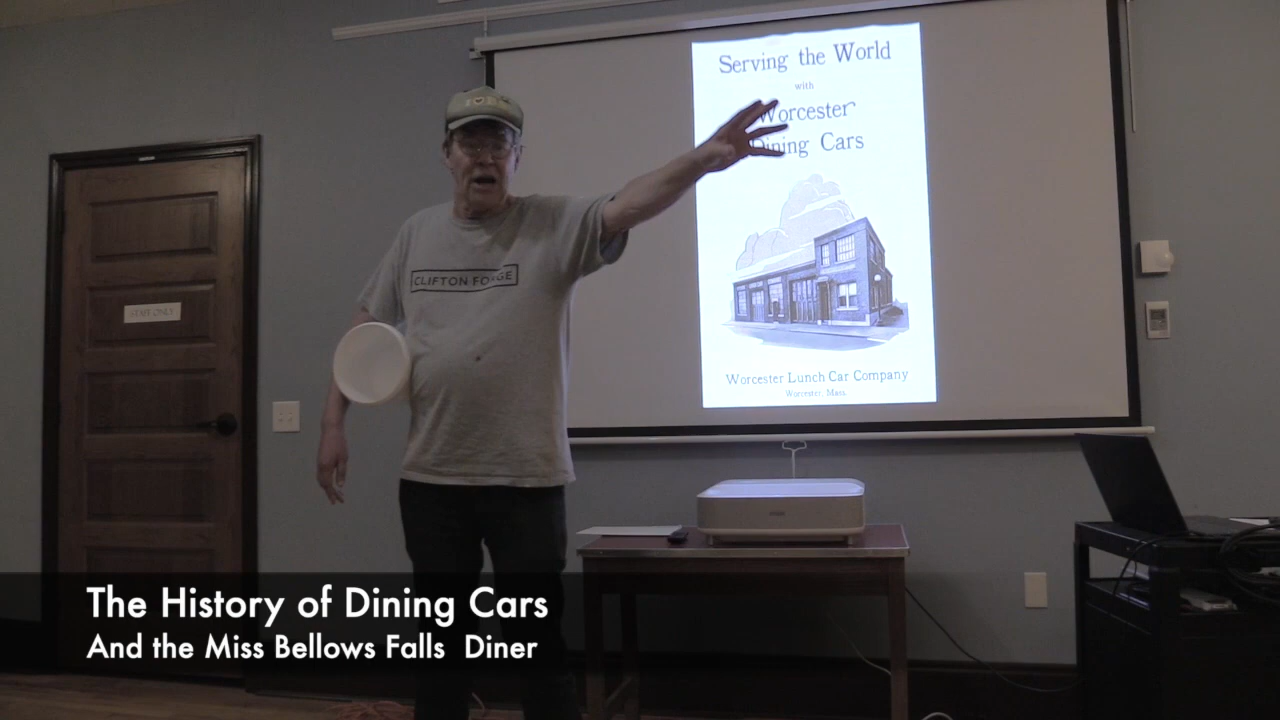 Serving the World
with
Worcester
Dining Cars
CLIFTON FORGE
STAFF ONLY
Worcester Lunch Car Company
Worcester, Mass.
The History of Dining Cars
And the Miss Bellows Falls Diner